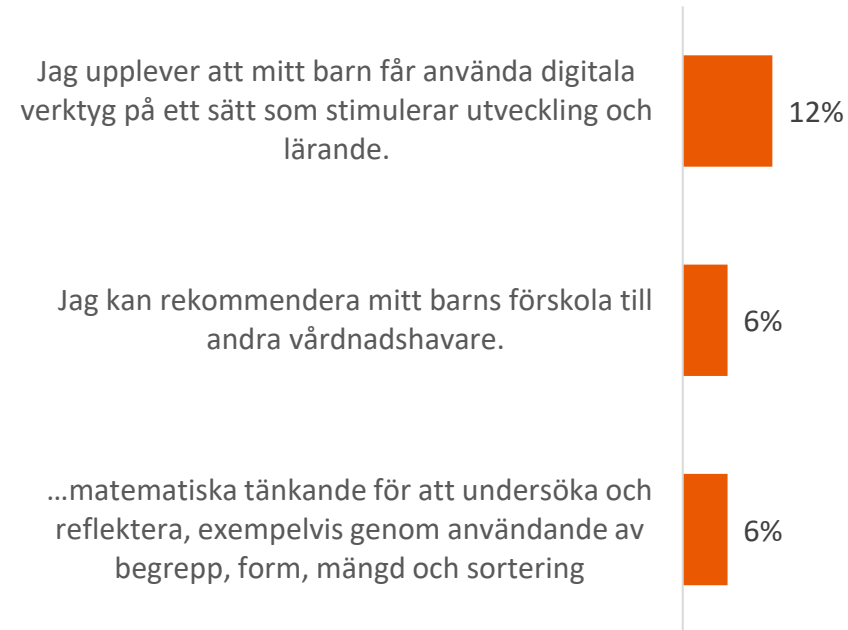 Jag upplever att mitt barn får använda digitala
verktyg på ett sätt som stimulerar utveckling och
lärande.
12%
Jag kan rekommendera mitt barns förskola till
andra vårdnadshavare.
6%
…matematiska tänkande för att undersöka och
reflektera, exempelvis genom användande av
begrepp, form, mängd och sortering
6%